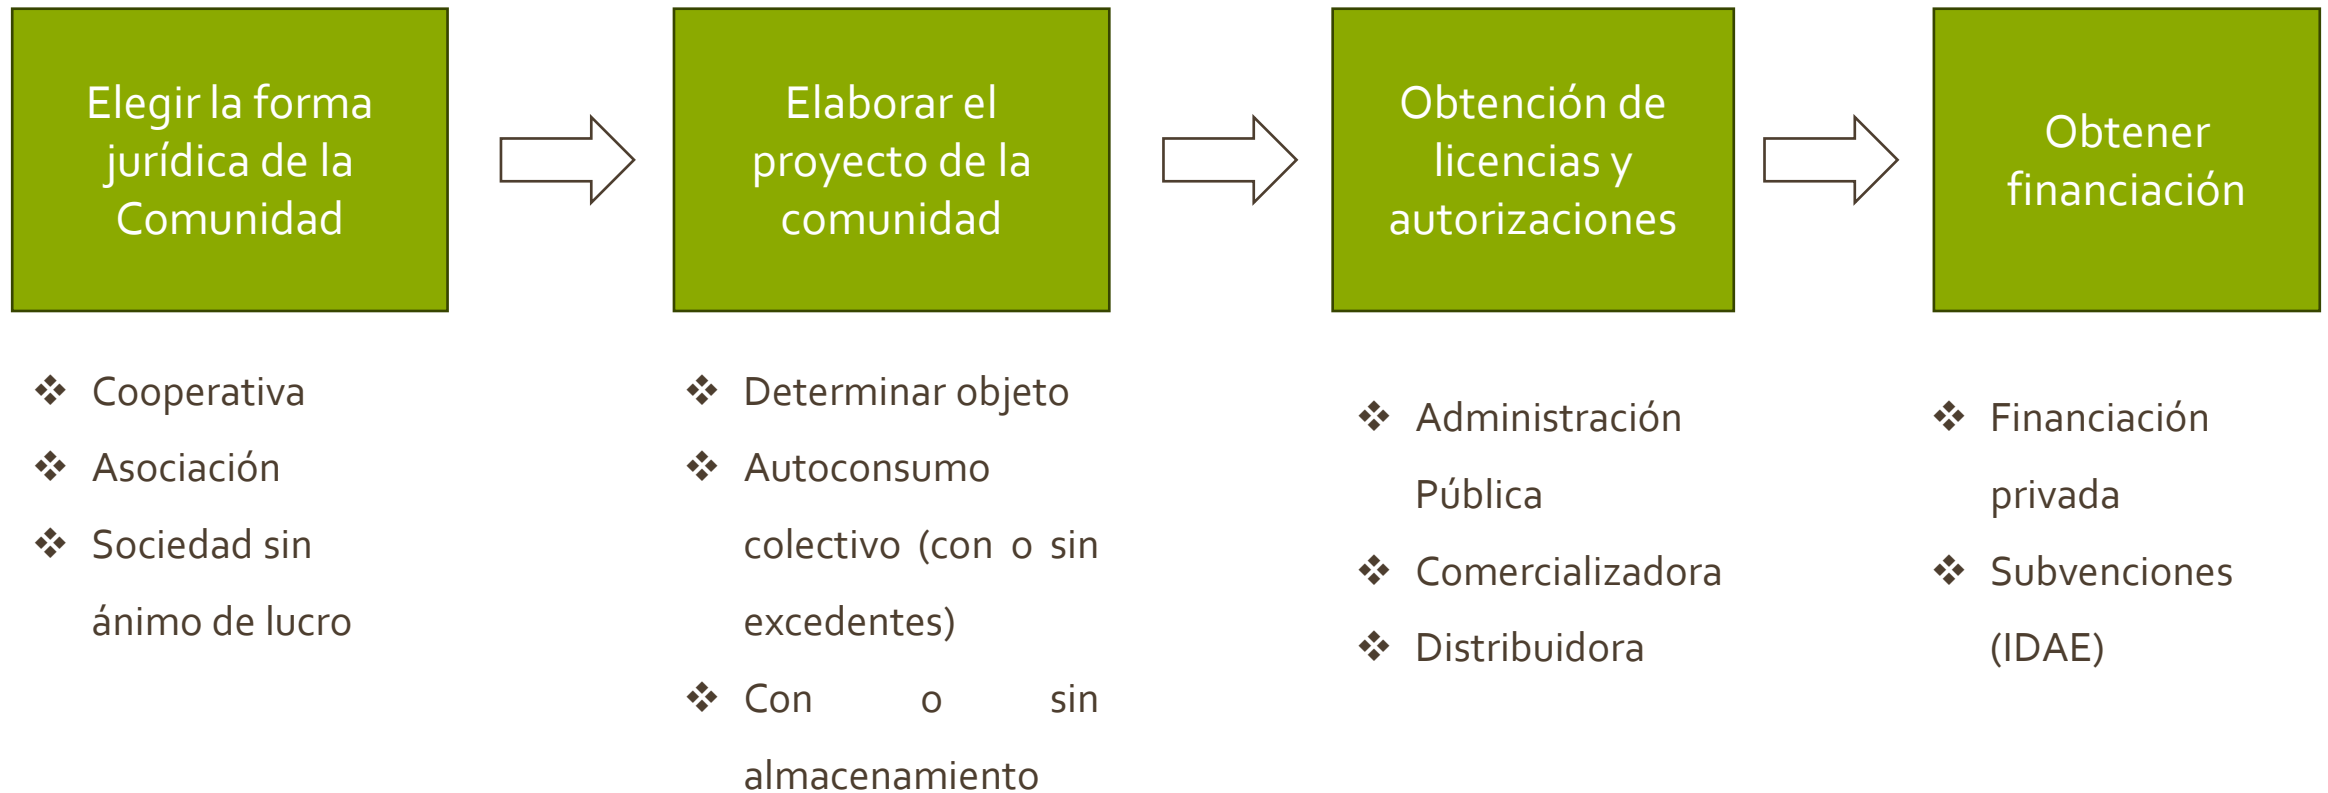 Elegir la forma
jurídica de la
Comunidad
Elaborar el
proyecto de la
comunidad
Obtención de
licencias y
autorizaciones
Obtener
financiación
❖ Cooperativa
❖ Asociación
❖ Sociedad sin
ánimo de lucro
❖ Determinar objeto
❖ Autoconsumo
colectivo (con o sin
excedentes)
❖ Con o sin
almacenamiento
❖ Administración
Pública
❖ Comercializadora
❖ Distribuidora
❖ Financiación
privada
❖ Subvenciones
(IDAE)